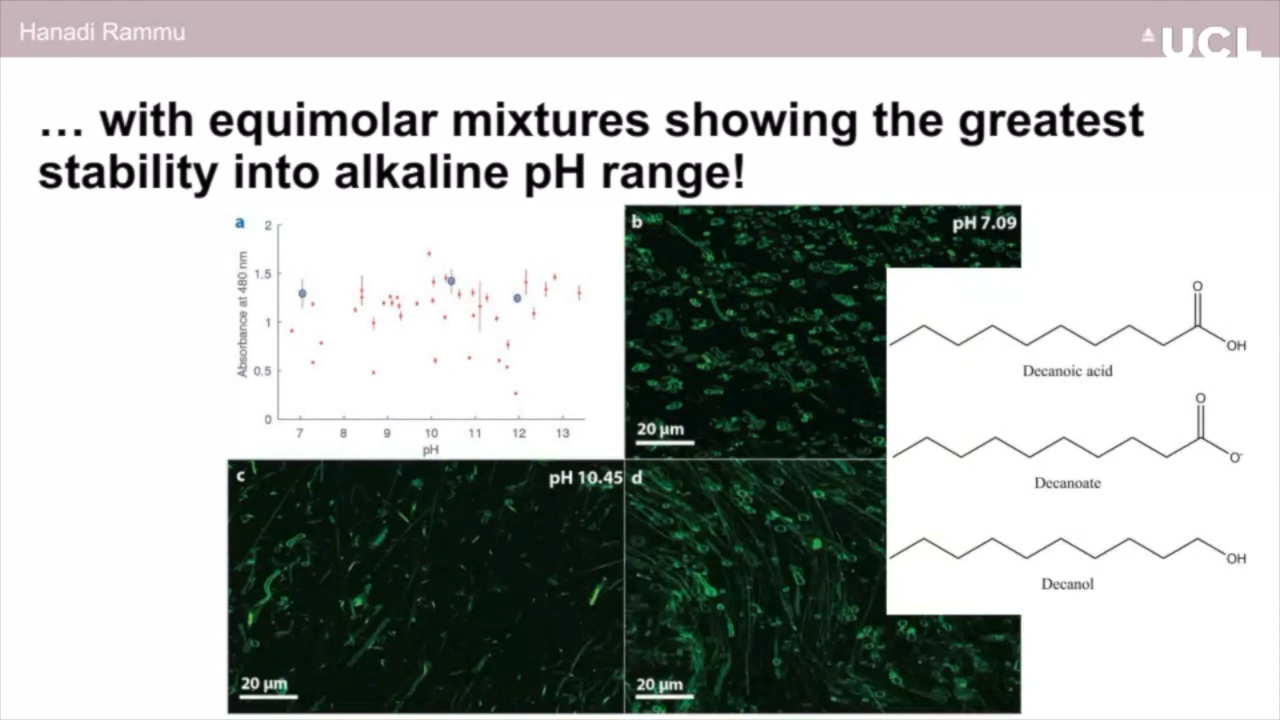 Hanadi Rammu
UCL
… with equimolar mixtures showing the greatest
stability into alkaline pH range!
a
2
1.5
1
0.5
0
Absorbance at 480 nm
7 8 9 10 11 12 13
pH
b
pH 7.09
20 µm
c
pH 10.45
20 µm
d
20 µm
O
OH
Decanoic acid
O
O-
Decanoate
OH
Decanol